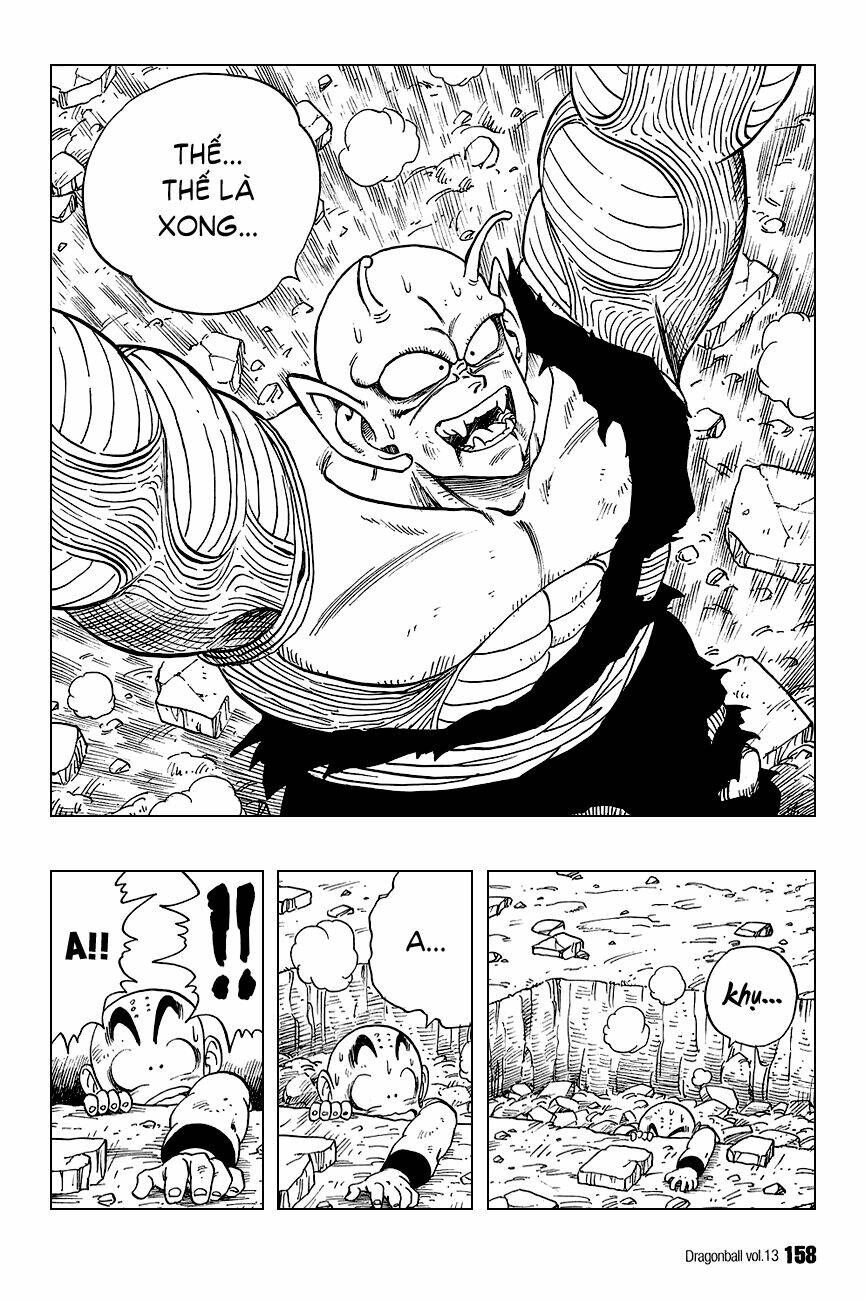 THẾ...
THẾ LÀ
XONG...
khụ...
A...
A!!
!!
Dragonball vol.13 158